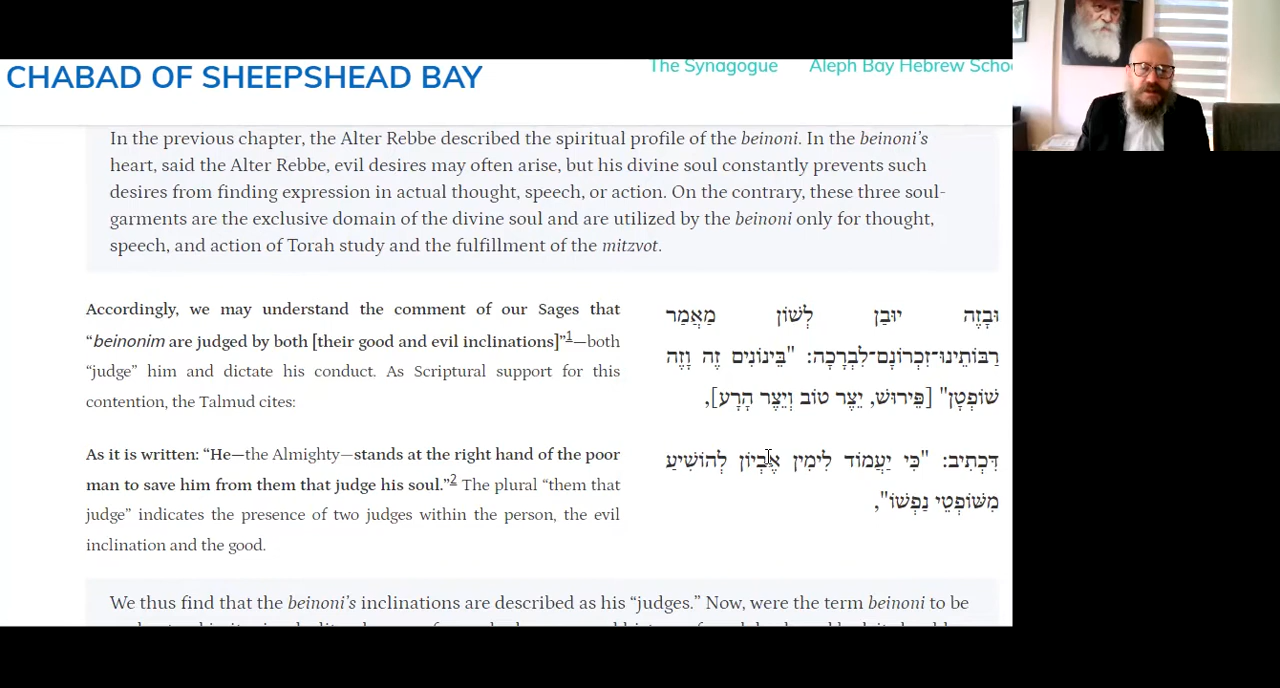 CHABAD OF SHEEPSHEAD BAY
The Synagogue
Aleph Bay Hebrew
In the previous chapter, the Alter Rebbe described the spiritual profile of the beinoni. In the beinoni’s
heart, said the Alter Rebbe, evil desires may often arise, but his divine soul constantly prevents such
desires from finding expression in actual thought, speech, or action. On the contrary, these three soul-
garments are the exclusive domain of the divine soul and are utilized by the beinoni only for thought,
speech, and action of Torah study and the fulfillment of the mitzvot.
Accordingly, we may understand the comment of our Sages that
“beinonim are judged by both [their good and evil inclinations]”1—both
“judge” him and dictate his conduct. As Scriptural support for this
contention, the Talmud cites:
וּבָזֶה יוּבַן לְשׁוֹן מַאֲמַר
רַבּוֹתֵינוּ־זִכְרוֹנָם־לִבְרָכָה: "בֵּינוֹנִים זֶה וָזֶה
שׁוֹפְטָן" [פֵּירוּשׁ, יֵצֶר טוֹב וְיֵצֶר הָרָע],
As it is written: “He—the Almighty—stands at the right hand of the poor
man to save him from them that judge his soul.”2 The plural “them that
judge” indicates the presence of two judges within the person, the evil
inclination and the good.
דִּכְתִיב: "כִּי יַעֲמוֹד לִימִין אֶבְיוֹן לְהוֹשִׁיעַ
מִשּׁוֹפְטֵי נַפְשׁוֹ",
We thus find that the beinoni’s inclinations are described as his “judges.” Now, were the term beinoni to be